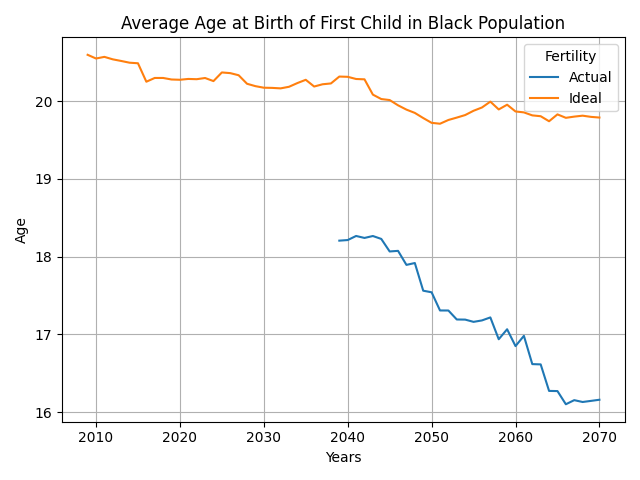 Average Age at Birth of First Child in Black Population
Fertility
Actual
Ideal
20
19
18
17
16
Age
2010 2020 2030 2040 2050 2060 2070
Years